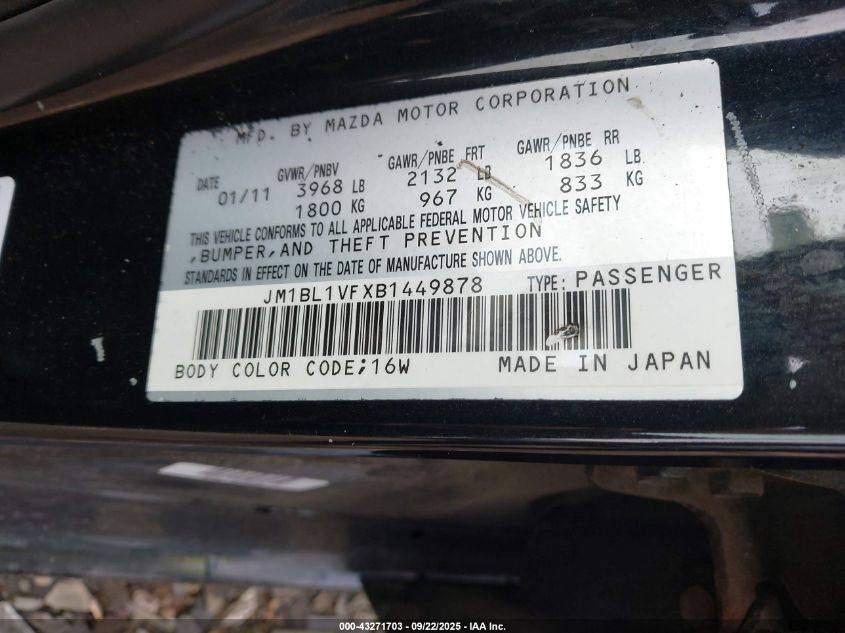 MFD. BY MAZDA MOTOR CORPORATION
DATE GVWR/PNBV GAWR/PNBE FRT GAWR/PNBE RR
01/11 3968 LB 2132 LB 1836 LB
1800 KG 967 KG 833 KG
THIS VEHICLE CONFORMS TO ALL APPLICABLE FEDERAL MOTOR VEHICLE SAFETY
,BUMPER,AND THEFT PREVENTION
STANDARDS IN EFFECT ON THE DATE OF MANUFACTURE SHOWN ABOVE.
JM1BL1VFXB1449878 TYPE: PASSENGER
BODY COLOR CODE;16W MADE IN JAPAN
000-43271703 - 09/22/2025 - IAA Inc.